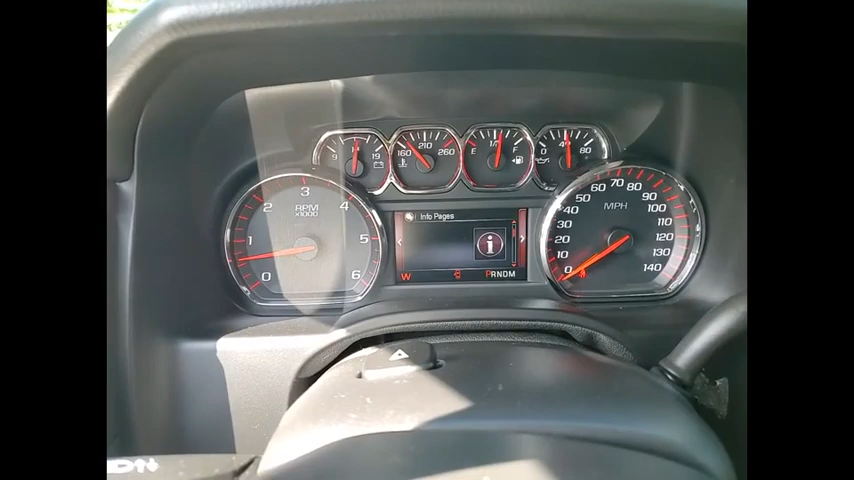 9 19
160 210 260
E F
0 40 80
0 1 2 3 4 5 6
RPM
x1000
Info Pages
i
W
PRNDM
0 10 20 30 40 50 60 70 80 90 100 110 120 130 140
MPH